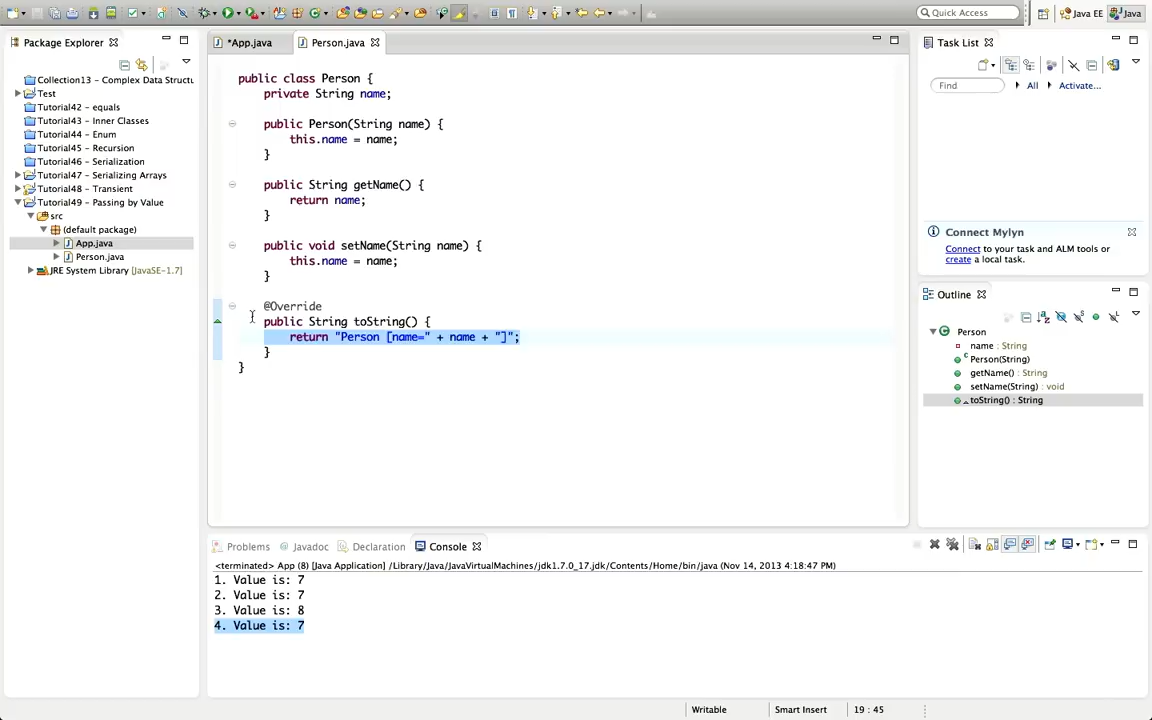 Quick Access
Java EE
Java
Package Explorer
Collection13 - Complex Data Structu
Test
Tutorial42 - equals
Tutorial43 - Inner Classes
Tutorial44 - Enum
Tutorial45 - Recursion
Tutorial46 - Serialization
Tutorial47 - Serializing Arrays
Tutorial48 - Transient
Tutorial49 - Passing by Value
src
(default package)
App.java
Person.java
JRE System Library [JavaSE-1.7]
*App.java
Person.java
public class Person {
private String name;
public Person(String name) {
this.name = name;
}
public String getName() {
return name;
}
public void setName(String name) {
this.name = name;
}
@Override
public String toString() {
return "Person [name=" + name + "]";
}
}
Task List
Find
All
Activate...
Connect Mylyn
Connect to your task and ALM tools or
create a local task.
Outline
Person
name : String
Person(String)
getName() : String
setName(String) : void
toString() : String
Problems
Javadoc
Declaration
Console
<terminated> App (8) [Java Application] /Library/Java/JavaVirtualMachines/jdk1.7.0_17.jdk/Contents/Home/bin/java (Nov 14, 2013 4:18:47 PM)
1. Value is: 7
2. Value is: 7
3. Value is: 8
4. Value is: 7
Writable
Smart Insert
19 : 45